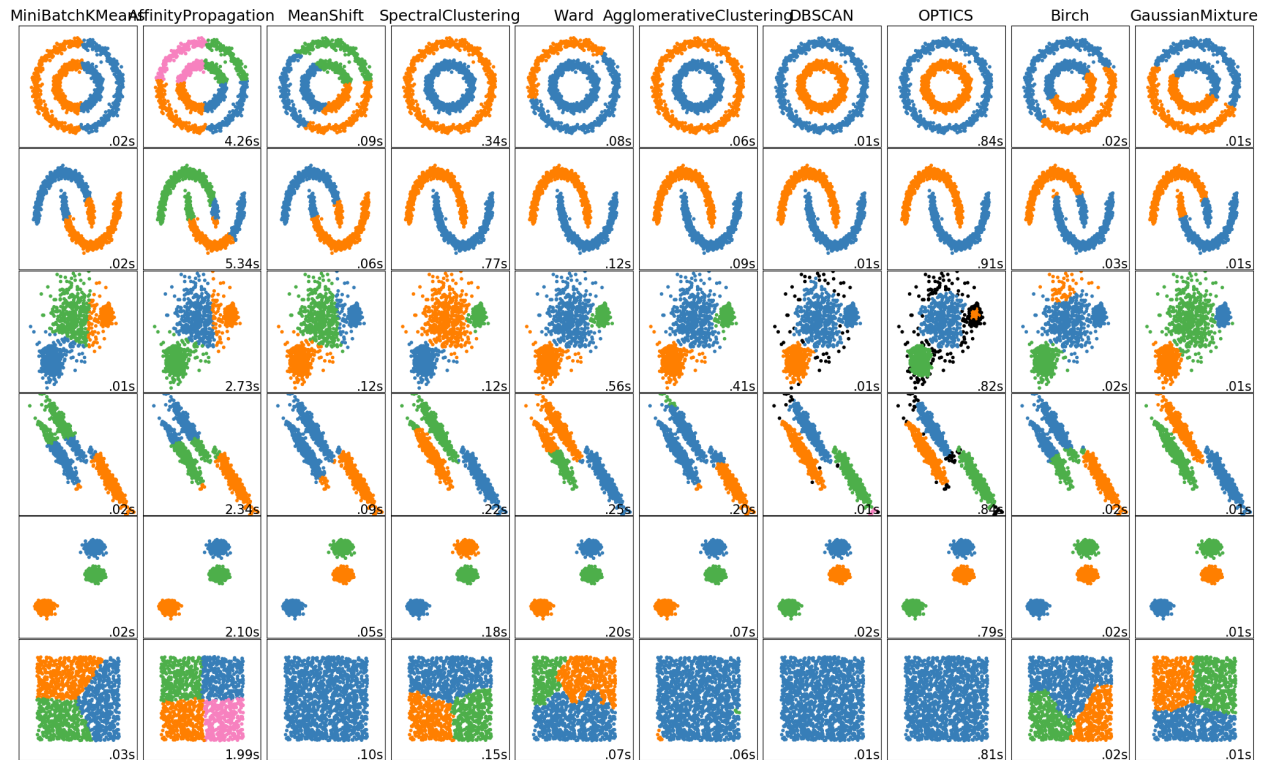 MiniBatchKMeans AffinityPropagation MeanShift SpectralClustering Ward AgglomerativeClustering DBSCAN OPTICS Birch GaussianMixture
.02s 4.26s .09s .34s .08s .06s .01s .84s .02s .01s
.02s 5.34s .06s .77s .12s .09s .01s .91s .03s .01s
.01s 2.73s .12s .12s .56s .41s .01s .82s .02s .01s
.02s 2.34s .09s .22s .25s .20s .01s .84s .02s .01s
.02s 2.10s .05s .18s .20s .07s .02s .79s .02s .01s
.03s 1.99s .10s .15s .07s .06s .01s .81s .02s .01s